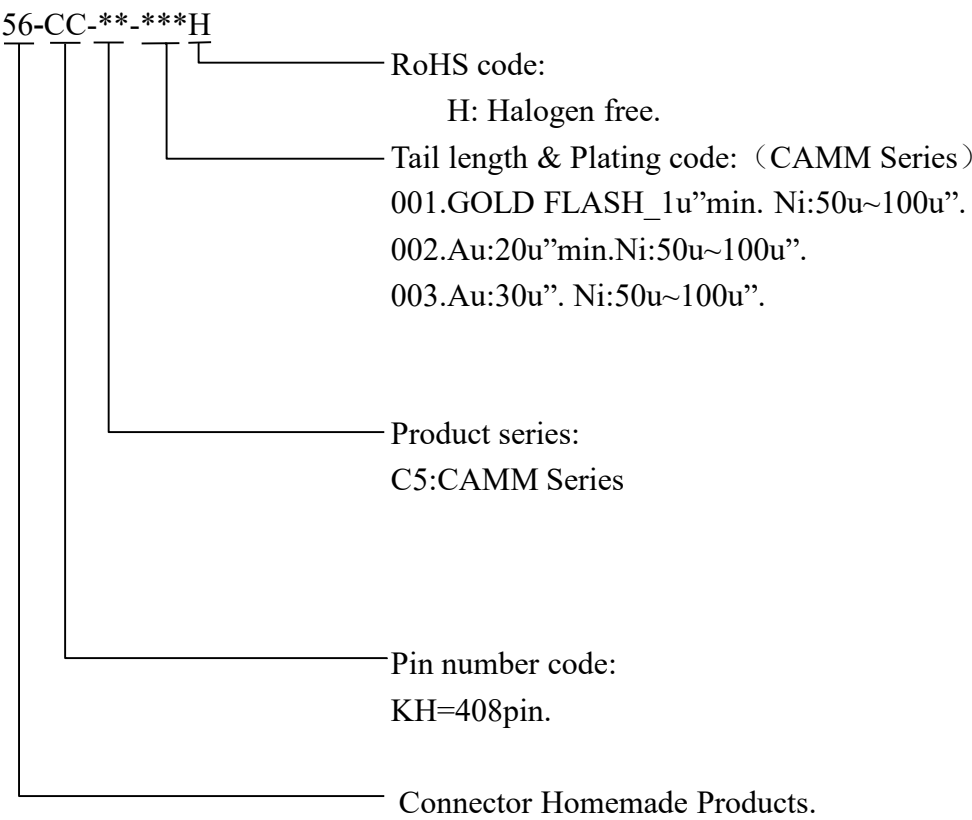 56-CC-**-***H
RoHS code:
H: Halogen free.
Tail length & Plating code:（CAMM Series）
001.GOLD FLASH_1u”min. Ni:50u~100u”.
002.Au:20u”min.Ni:50u~100u”.
003.Au:30u”. Ni:50u~100u”.
Product series:
C5:CAMM Series
Pin number code:
KH=408pin.
Connector Homemade Products.